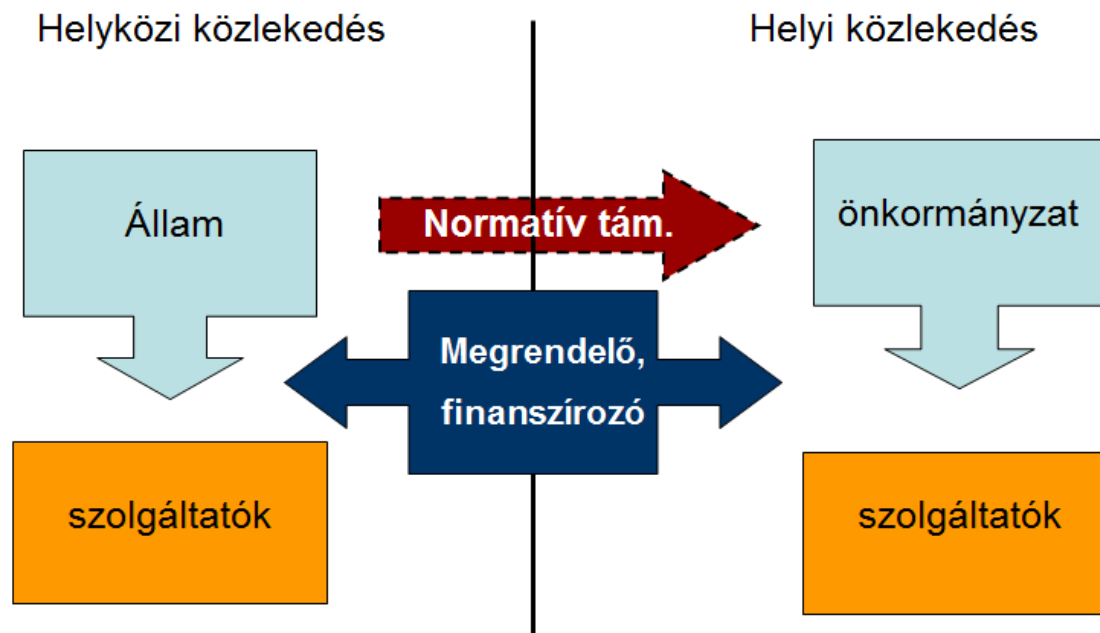 Helyközi közlekedés
Helyi közlekedés
Állam
Normatív tám.
önkormányzat
Megrendelő,
finanszírozó
szolgáltatók
szolgáltatók